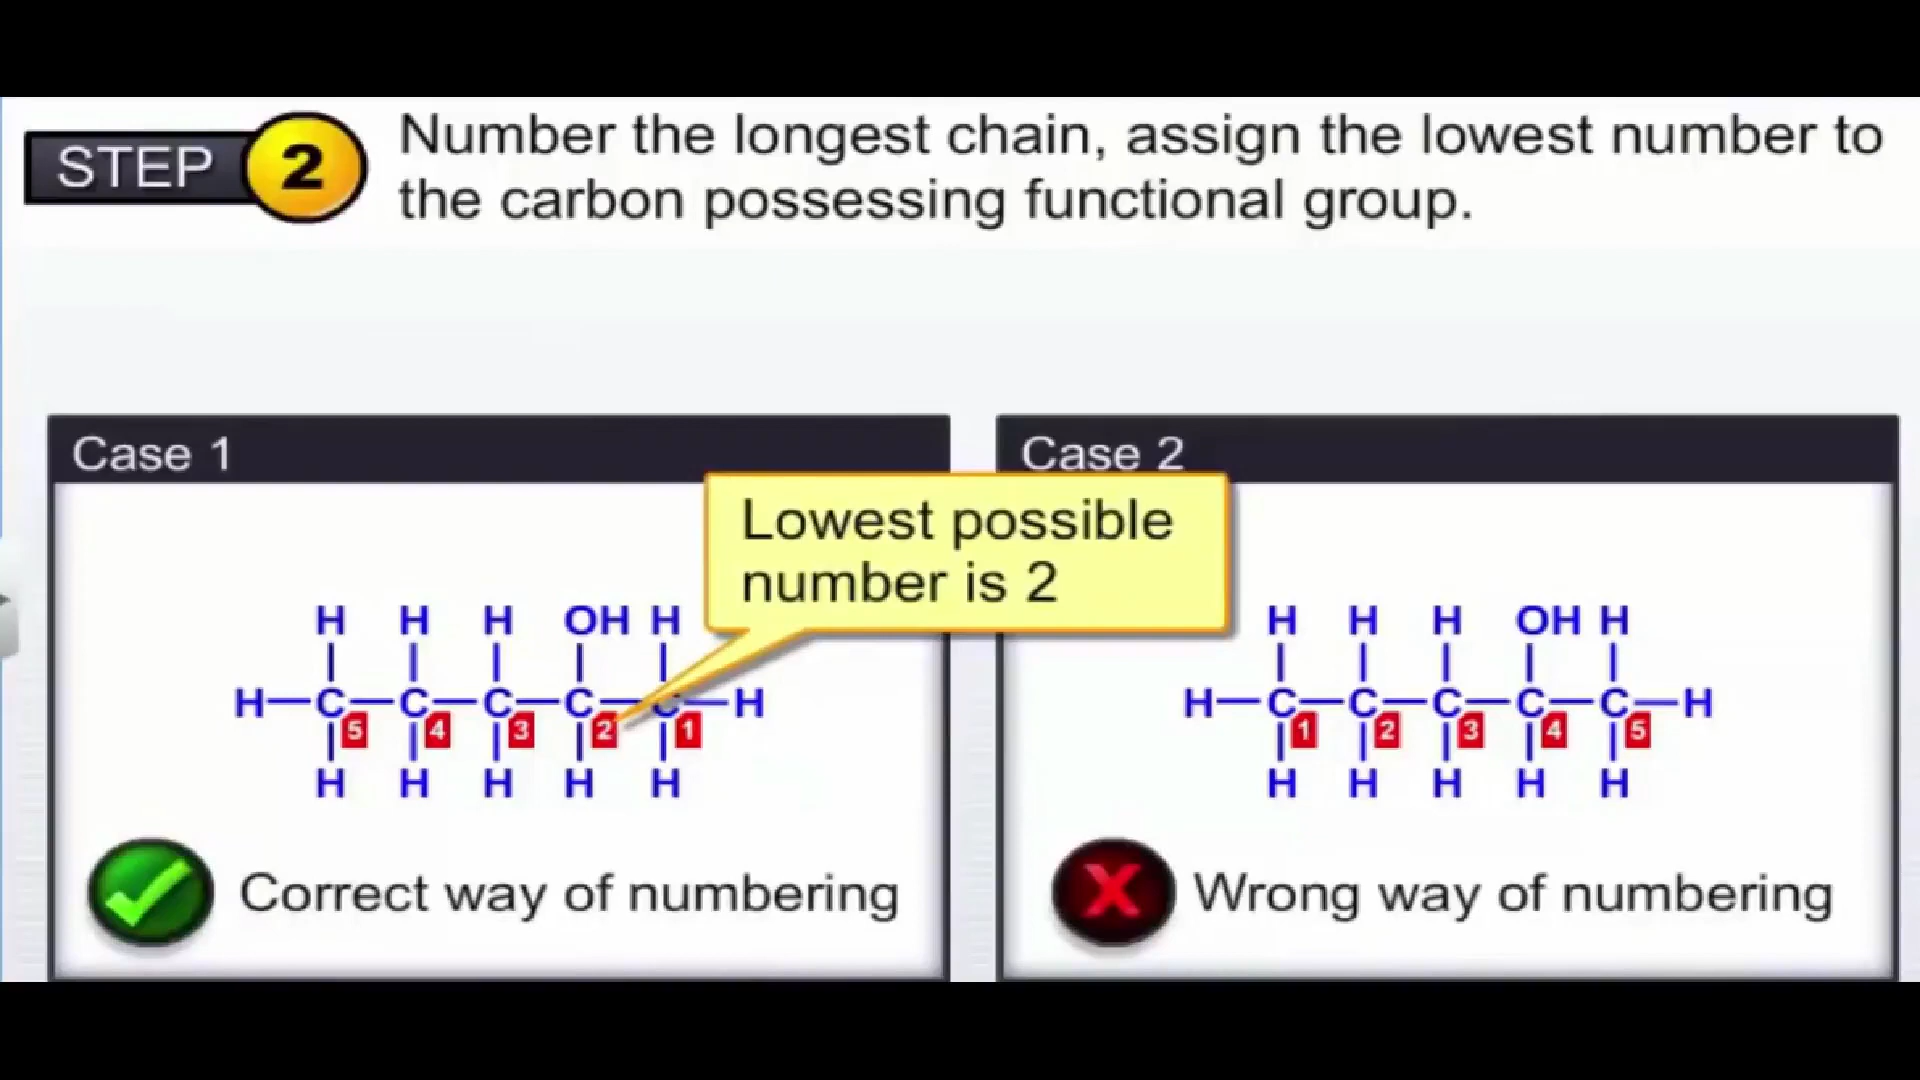 STEP 2
Number the longest chain, assign the lowest number to
the carbon possessing functional group.
Case 1
Lowest possible
number is 2
H H H OH H
H C C C C C H
5 4 3 2 1
H H H H H
Correct way of numbering
Case 2
H H H OH H
H C C C C C H
1 2 3 4 5
H H H H H
X Wrong way of numbering